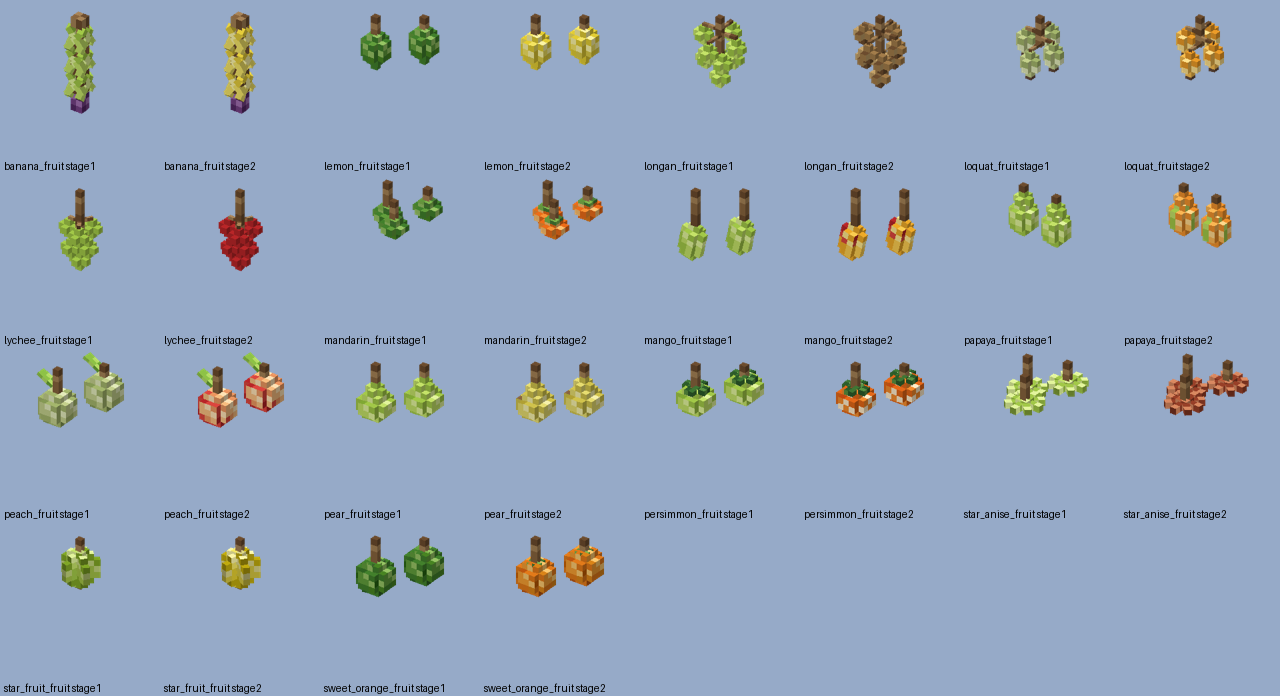 banana_fruitstage1 banana_fruitstage2 lemon_fruitstage1 lemon_fruitstage2 longan_fruitstage1 longan_fruitstage2 loquat_fruitstage1 loquat_fruitstage2
lychee_fruitstage1 lychee_fruitstage2 mandarin_fruitstage1 mandarin_fruitstage2 mango_fruitstage1 mango_fruitstage2 papaya_fruitstage1 papaya_fruitstage2
peach_fruitstage1 peach_fruitstage2 pear_fruitstage1 pear_fruitstage2 persimmon_fruitstage1 persimmon_fruitstage2 star_anise_fruitstage1 star_anise_fruitstage2
star_fruit_fruitstage1 star_fruit_fruitstage2 sweet_orange_fruitstage1 sweet_orange_fruitstage2